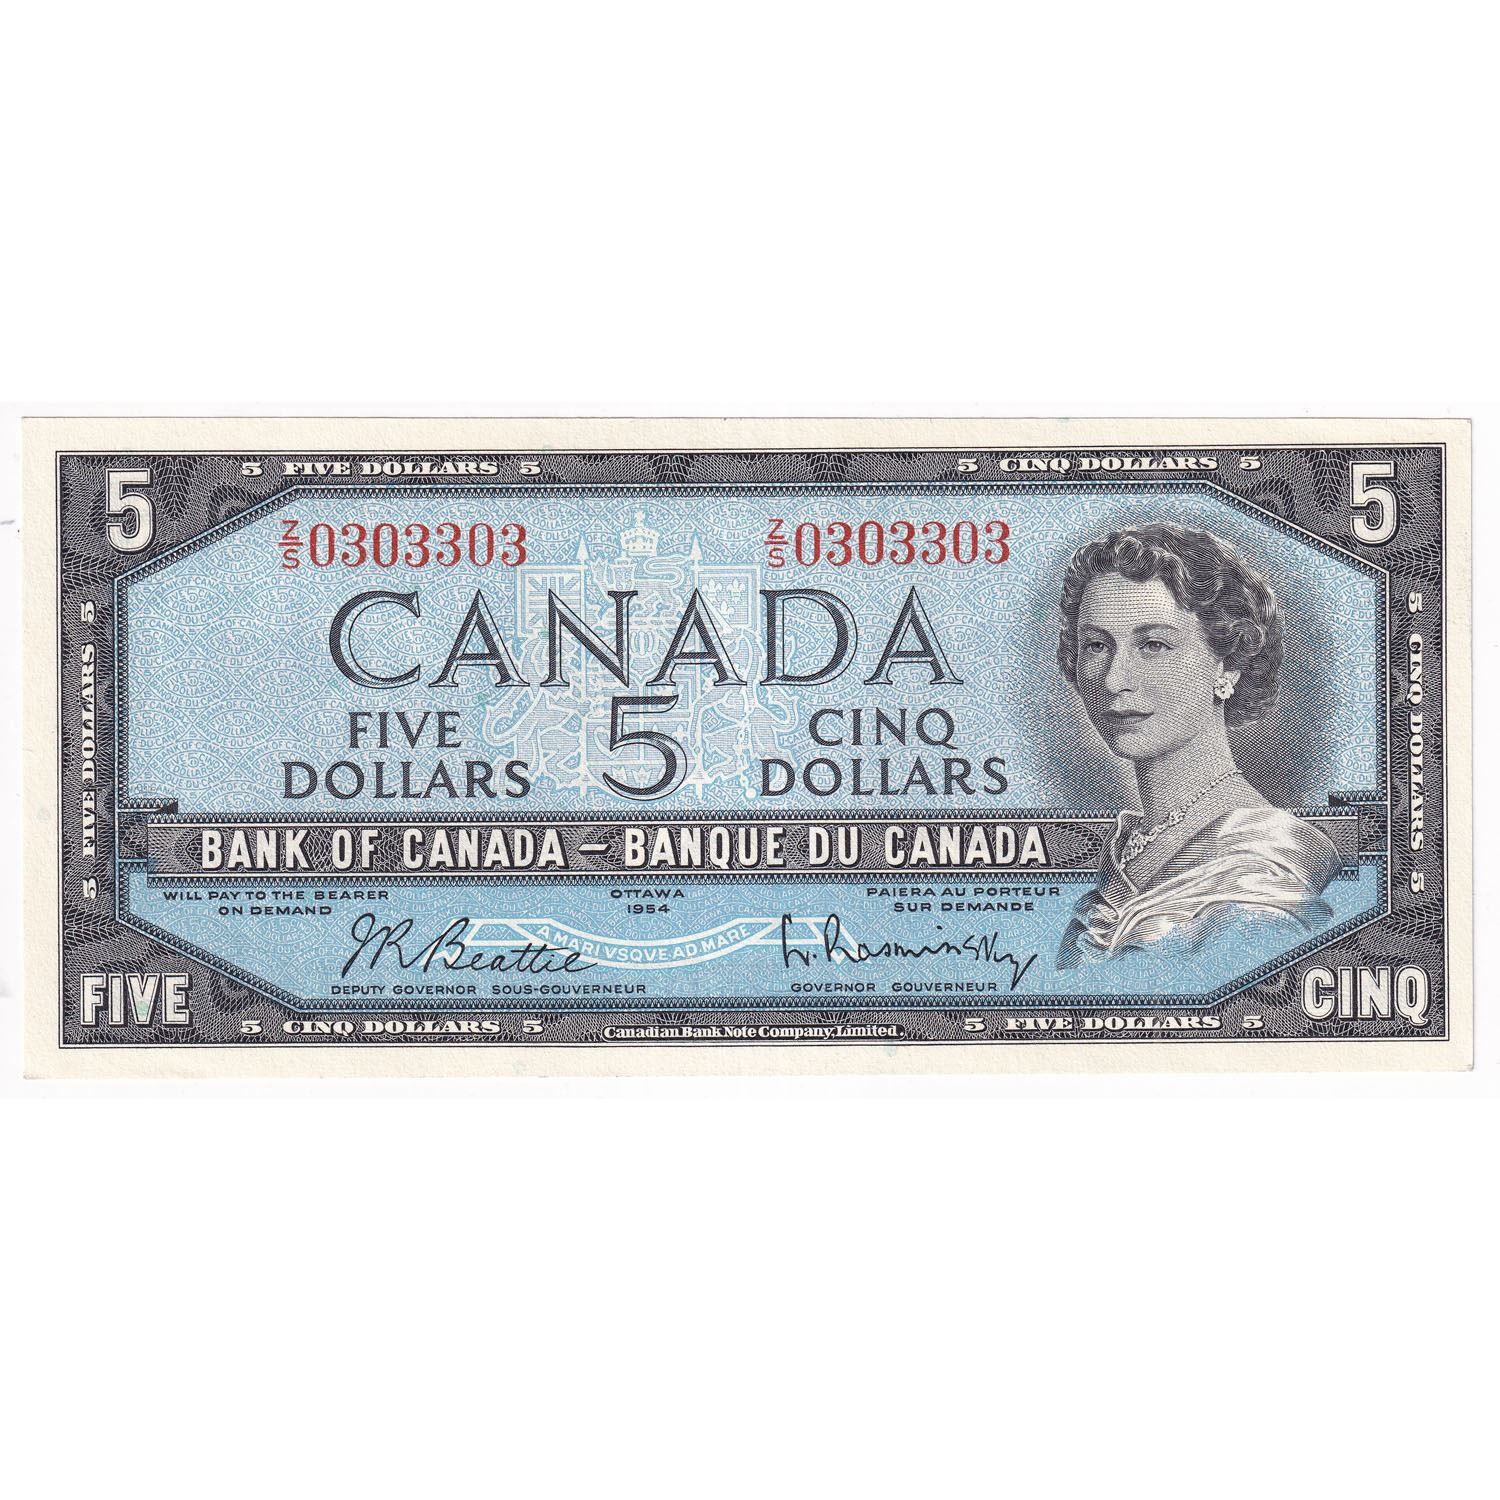 5 FIVE DOLLARS 5
5 CINQ DOLLARS 5
5
5
Z/S 0303303
Z/S 0303303
CANADA
FIVE DOLLARS
5
CINQ DOLLARS
5 FIVE DOLLARS 5
5 CINQ DOLLARS 5
BANK OF CANADA – BANQUE DU CANADA
WILL PAY TO THE BEARER
ON DEMAND
OTTAWA
1954
PAIERA AU PORTEUR
SUR DEMANDE
J R Beattie
A MARI VSQVE AD MARE
L. Rasminsky
DEPUTY GOVERNOR SOUS-GOUVERNEUR
GOVERNOR GOUVERNEUR
FIVE
CINQ
5 CINQ DOLLARS 5
Canadian Bank Note Company, Limited.
5 FIVE DOLLARS 5